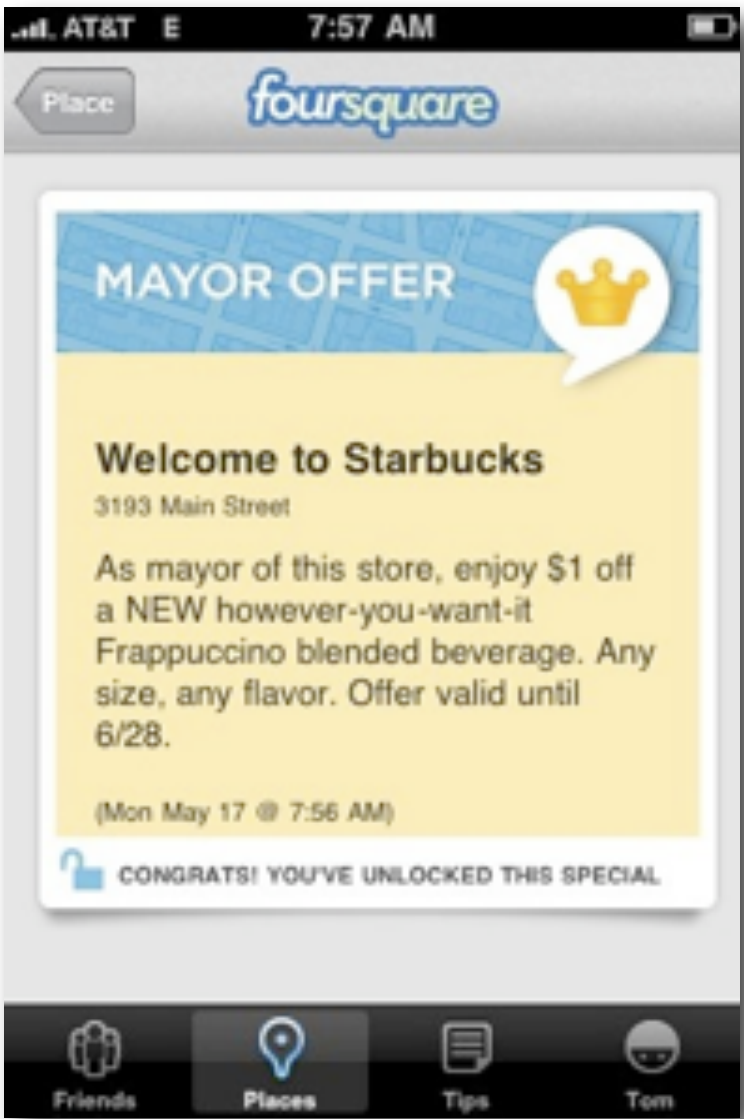 AT&T E 7:57 AM
Place foursquare
MAYOR OFFER
Welcome to Starbucks
3193 Main Street
As mayor of this store, enjoy $1 off
a NEW however-you-want-it
Frappuccino blended beverage. Any
size, any flavor. Offer valid until
6/28.
(Mon May 17 @ 7:56 AM)
CONGRATS! YOU'VE UNLOCKED THIS SPECIAL
Friends Places Tips Tom